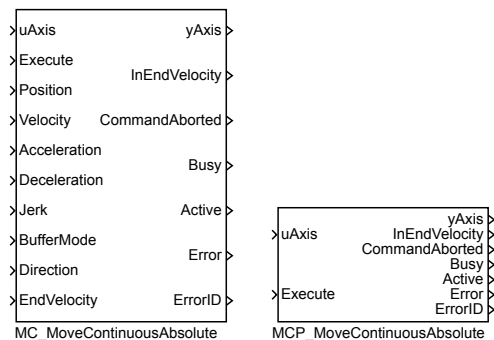 uAxis
Execute
Position
Velocity
Acceleration
Deceleration
Jerk
BufferMode
Direction
EndVelocity
yAxis
InEndVelocity
CommandAborted
Busy
Active
Error
ErrorID
MC_MoveContinuousAbsolute
uAxis
Execute
yAxis
InEndVelocity
CommandAborted
Busy
Active
Error
ErrorID
MCP_MoveContinuousAbsolute